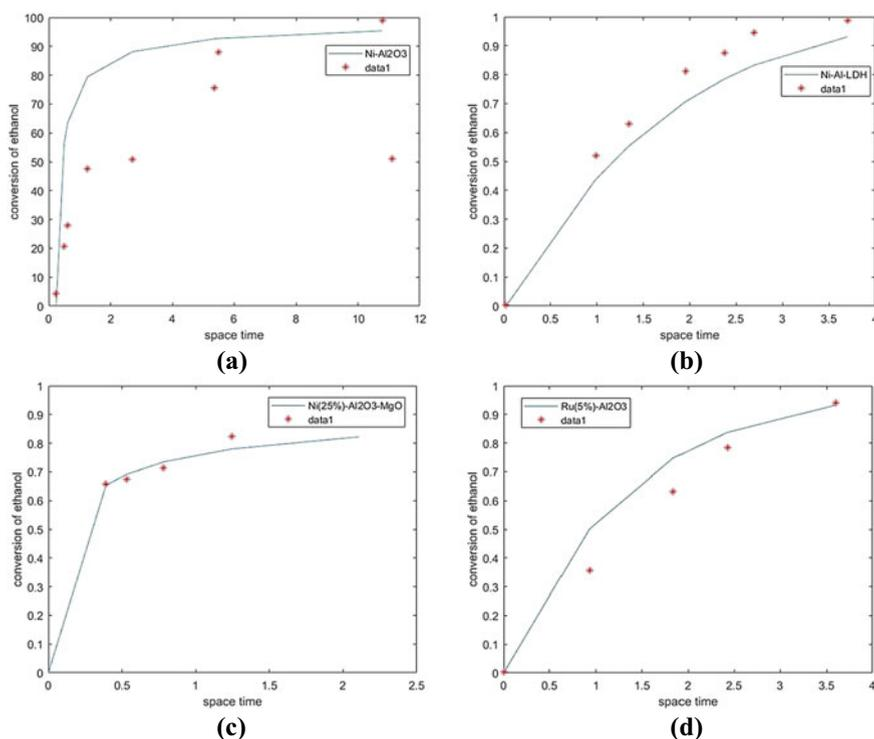 100
90
80
70
60
50
40
30
20
10
0
conversion of ethanol
Ni-Al2O3
data1
0 2 4 6 8 10 12
space time
(a)
1
0.9
0.8
0.7
0.6
0.5
0.4
0.3
0.2
0.1
0
conversion of ethanol
Ni-Al-LDH
data1
0 0.5 1 1.5 2 2.5 3 3.5 4
space time
(b)
1
0.9
0.8
0.7
0.6
0.5
0.4
0.3
0.2
0.1
0
conversion of ethanol
Ni(25%)-Al2O3-MgO
data1
0 0.5 1 1.5 2 2.5
space time
(c)
1
0.9
0.8
0.7
0.6
0.5
0.4
0.3
0.2
0.1
0
conversion of ethanol
Ru(5%)-Al2O3
data1
0 0.5 1 1.5 2 2.5 3 3.5 4
space time
(d)